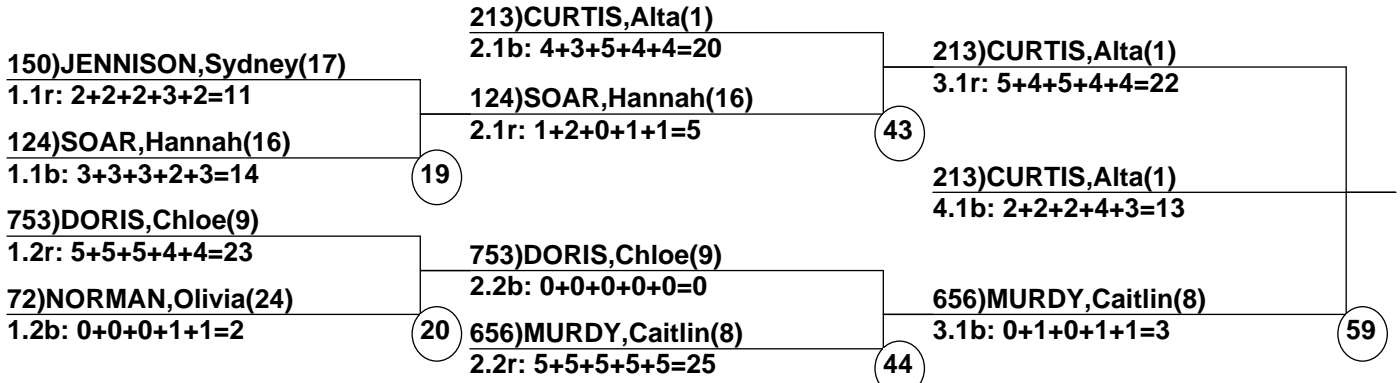 150)JENNISON,Sydney(17)
1.1r: 2+2+2+3+2=11
124)SOAR,Hannah(16)
1.1b: 3+3+3+2+3=14
19
753)DORIS,Chloe(9)
1.2r: 5+5+5+4+4=23
72)NORMAN,Olivia(24)
1.2b: 0+0+0+1+1=2
20
213)CURTIS,Alta(1)
2.1b: 4+3+5+4+4=20
124)SOAR,Hannah(16)
2.1r: 1+2+0+1+1=5
43
753)DORIS,Chloe(9)
2.2b: 0+0+0+0+0=0
656)MURDY,Caitlin(8)
2.2r: 5+5+5+5+5=25
44
213)CURTIS,Alta(1)
3.1r: 5+4+5+4+4=22
213)CURTIS,Alta(1)
4.1b: 2+2+2+4+3=13
656)MURDY,Caitlin(8)
3.1b: 0+1+0+1+1=3
59